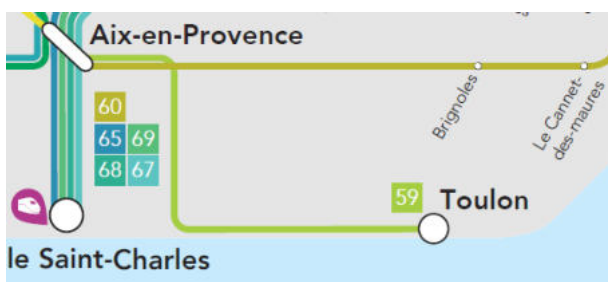 Aix-en-Provence
60
65 69
68 67
Brignoles
Le Cannet-
des-maures
59
Toulon
le Saint-Charles